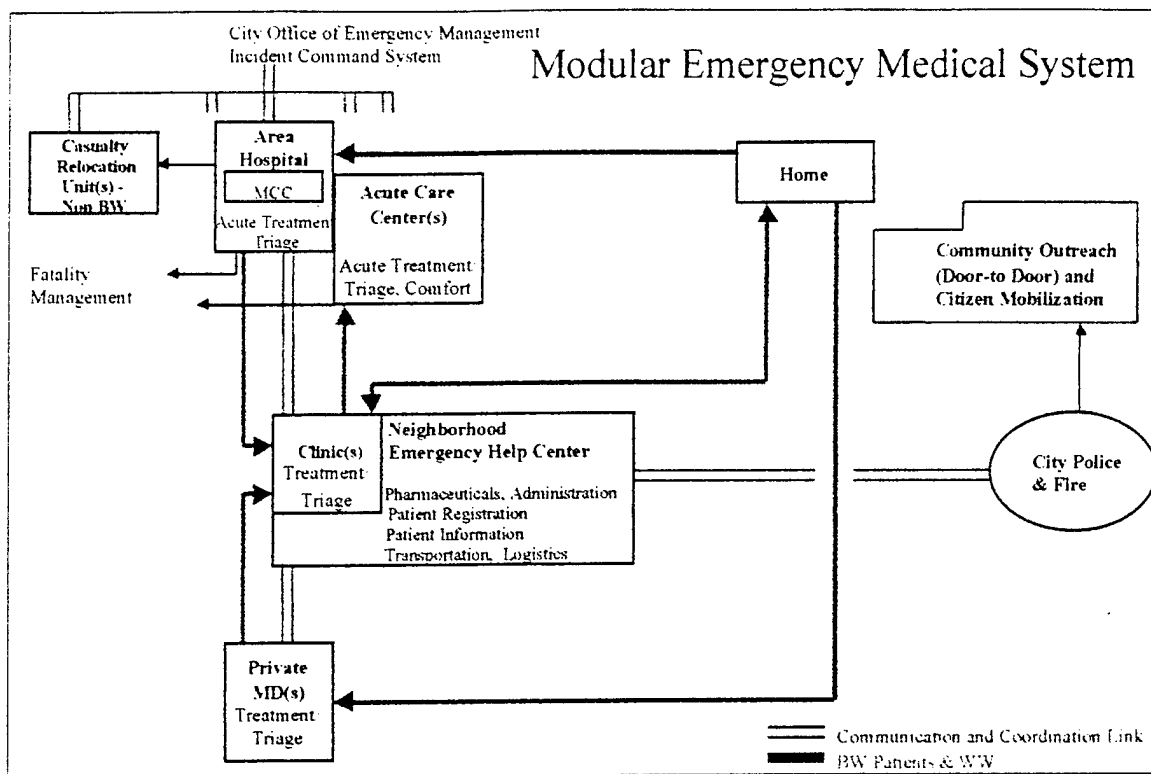 City Office of Emergency Management
Incident Command System
Modular Emergency Medical System
Casualty
Relocation
Unit(s) -
Non BW
Area
Hospital
MCC
Acute Treatment
Triage
Acute Care
Center(s)
Acute Treatment
Triage, Comfort
Home
Community Outreach
(Door-to Door) and
Citizen Mobilization
Fatality
Management
Clinic(s)
Treatment
Triage
Neighborhood
Emergency Help Center
Pharmaceuticals, Administration
Patient Registration
Patient Information
Transportation, Logistics
City Police
& Fire
Private
MD(s)
Treatment
Triage
Communication and Coordination Link
BW Patients & WW